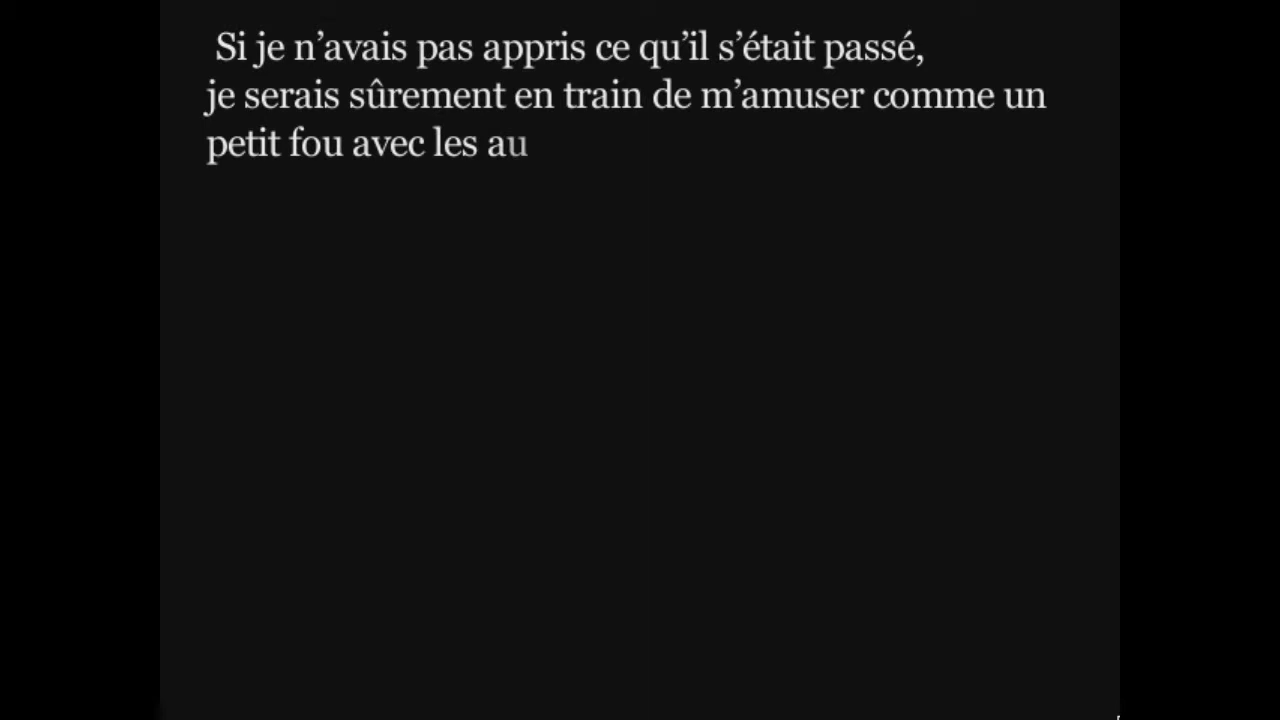 Si je n’avais pas appris ce qu’il s’était passé,
je serais sûrement en train de m’amuser comme un
petit fou avec les au